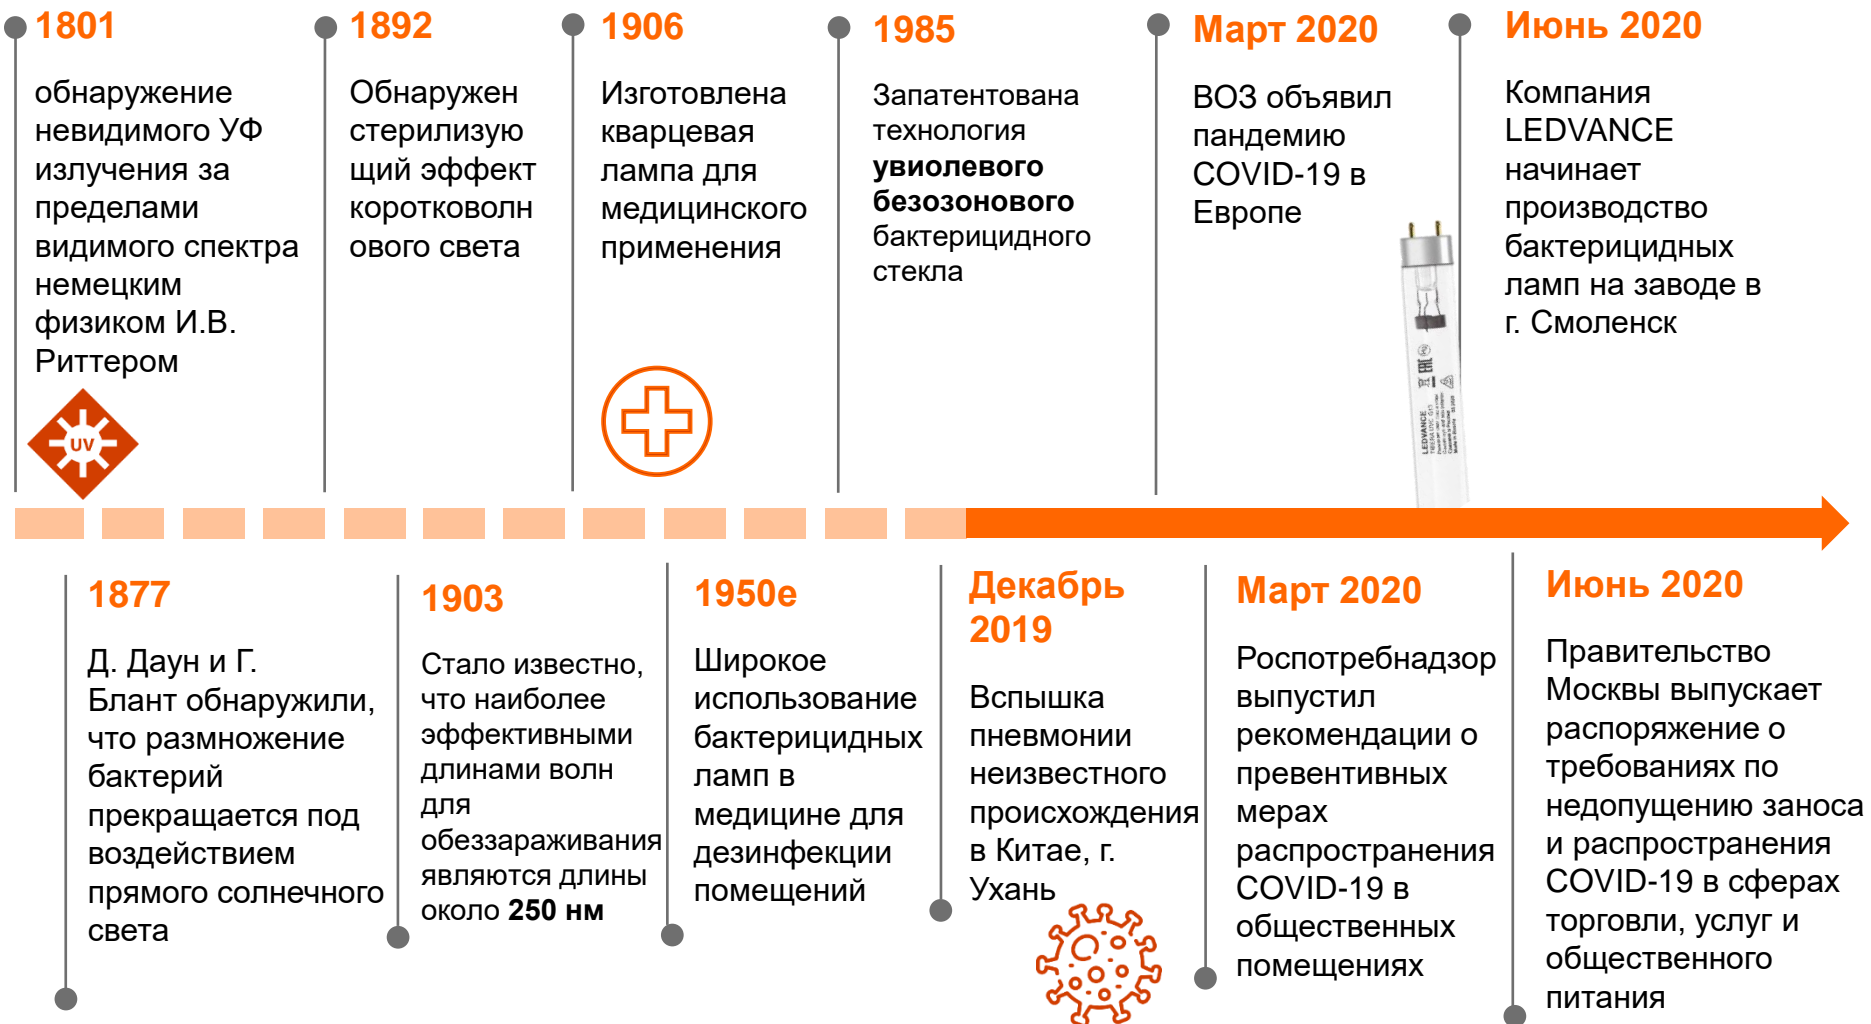 1801
обнаружение
невидимого УФ
излучения за
пределами
видимого спектра
немецким
физиком И.В.
Риттером
UV
1892
Обнаружен
стерилизую
щий эффект
коротковолн
ового света
1906
Изготовлена
кварцевая
лампа для
медицинского
применения
1985
Запатентована
технология
увиолевого
безозонового
бактерицидного
стекла
Март 2020
ВОЗ объявил
пандемию
COVID-19 в
Европе
LEDVANCE
Июнь 2020
Компания
LEDVANCE
начинает
производство
бактерицидных
ламп на заводе в
г. Смоленск
1877
Д. Даун и Г.
Блант обнаружили,
что размножение
бактерий
прекращается под
воздействием
прямого солнечного
света
1903
Стало известно,
что наиболее
эффективными
длинами волн
для
обеззараживания
являются длины
около 250 нм
1950е
Широкое
использование
бактерицидных
ламп в
медицине для
дезинфекции
помещений
Декабрь
2019
Вспышка
пневмонии
неизвестного
происхождения
в Китае, г.
Ухань
Март 2020
Роспотребнадзор
выпустил
рекомендации о
превентивных
мерах
распространения
COVID-19 в
общественных
помещениях
Июнь 2020
Правительство
Москвы выпускает
распоряжение о
требованиях по
недопущению заноса
и распространения
COVID-19 в сферах
торговли, услуг и
общественного
питания